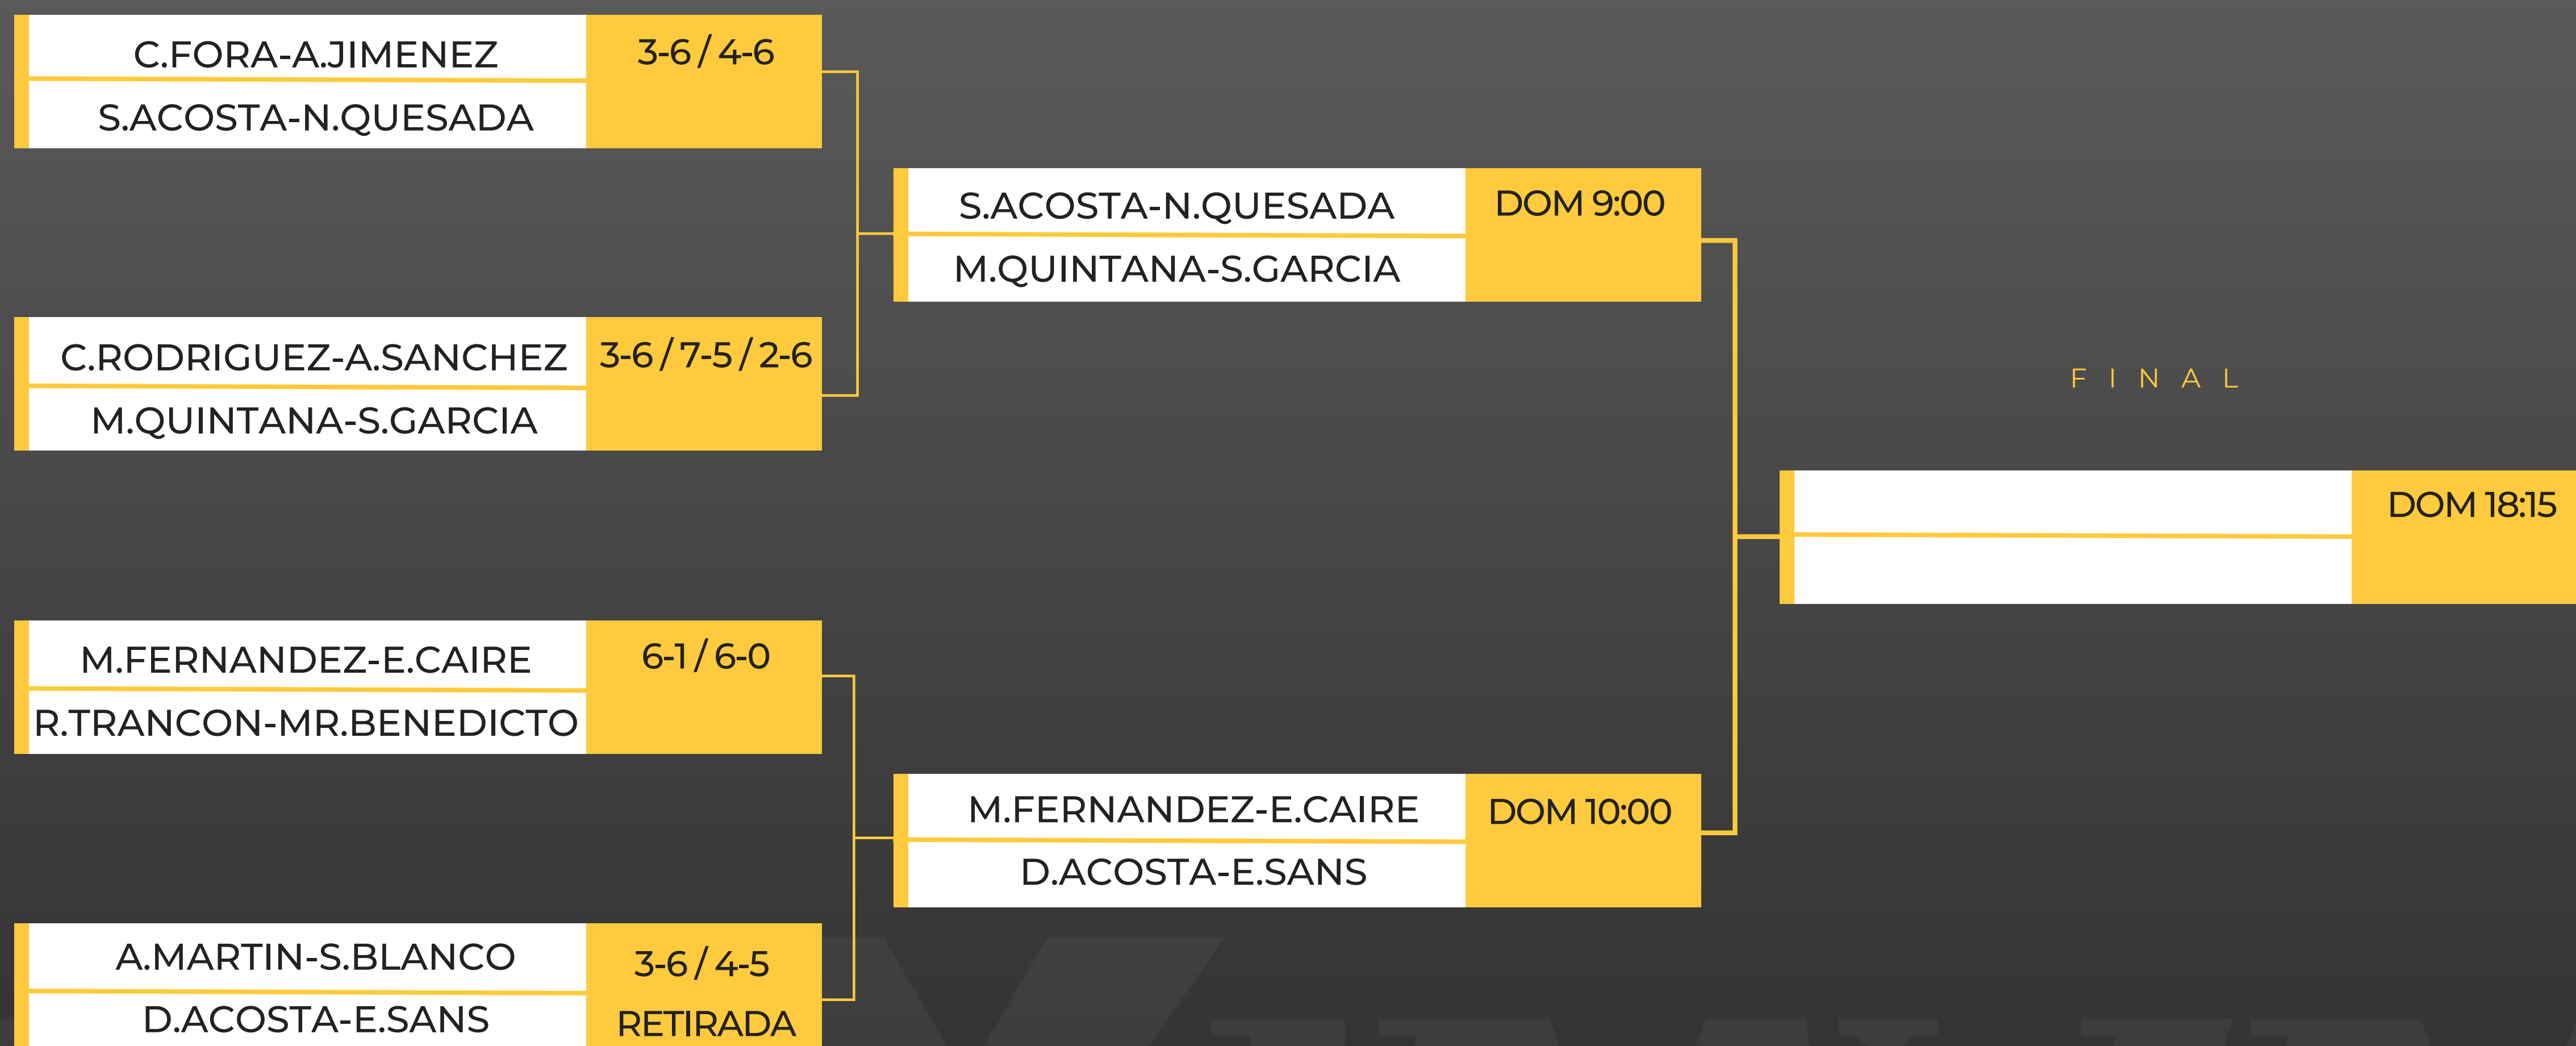 C.FORA-A.JIMENEZ
3-6 / 4-6
S.ACOSTA-N.QUESADA
C.RODRIGUEZ-A.SANCHEZ
3-6 / 7-5 / 2-6
M.QUINTANA-S.GARCIA
M.FERNANDEZ-E.CAIRE
6-1 / 6-0
R.TRANCON-MR.BENEDICTO
A.MARTIN-S.BLANCO
3-6 / 4-5
D.ACOSTA-E.SANS
RETIRADA
S.ACOSTA-N.QUESADA
DOM 9:00
M.QUINTANA-S.GARCIA
M.FERNANDEZ-E.CAIRE
DOM 10:00
D.ACOSTA-E.SANS
FINAL
DOM 18:15